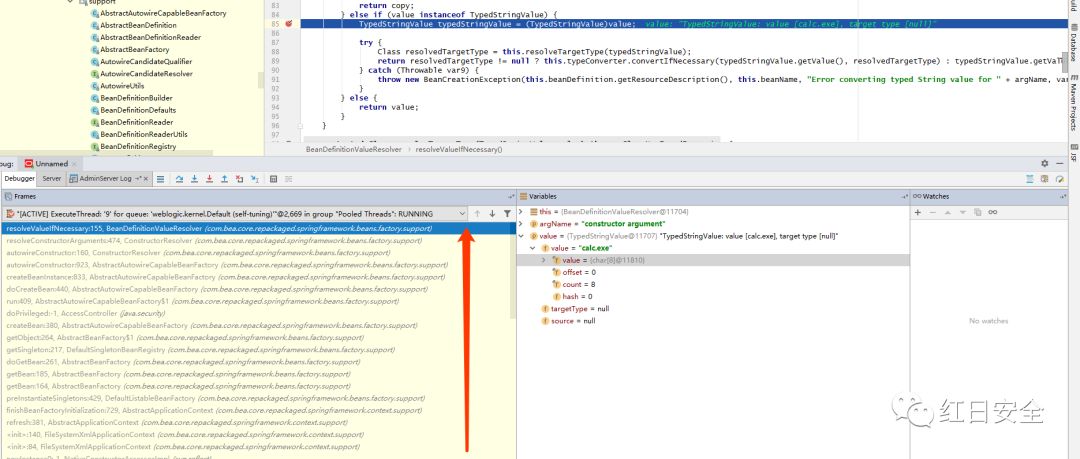 support
AbstractAutowireCapableBeanFactory
AbstractBeanDefinition
AbstractBeanDefinitionReader
AbstractBeanFactory
AutowireCandidateQualifier
AutowireCandidateResolver
AutowireUtils
BeanDefinitionBuilder
BeanDefinitionDefaults
BeanDefinitionReader
BeanDefinitionReaderUtils
BeanDefinitionRegistry
83 return copy;
84 } else if (value instanceof TypedStringValue) {
85 TypedStringValue typedStringValue = (TypedStringValue)value; value: "TypedStringValue: value [calc.exe], target type [null]"
86
87 try {
88 Class resolvedTargetType = this.resolveTargetType(typedStringValue);
89 return resolvedTargetType != null ? this.typeConverter.convertIfNecessary(typedStringValue.getValue(), resolvedTargetType) : typedStringValue.getValue
90 } catch (Throwable var9) {
91 throw new BeanCreationException(this.beanDefinition.getResourceDescription(), this.beanName, "Error converting typed String value for " + argName, var
92 }
93 } else {
94 return value;
95 }
96 }
97
BeanDefinitionValueResolver › resolveValueIfNecessary()
Database
Maven Projects
JSF
bug: Unnamed
Debugger Server AdminServer Log
Frames
Variables
Watches
"[ACTIVE] ExecuteThread: '9' for queue: 'weblogic.kernel.Default (self-tuning)'"@2,669 in group "Pooled Threads": RUNNING
resolveValueIfNecessary:155, BeanDefinitionValueResolver (com.bea.core.repackaged.springframework.beans.factory.support)
resolveConstructorArguments:474, ConstructorResolver (com.bea.core.repackaged.springframework.beans.factory.support)
autowireConstructor:160, ConstructorResolver (com.bea.core.repackaged.springframework.beans.factory.support)
autowireConstructor:923, AbstractAutowireCapableBeanFactory (com.bea.core.repackaged.springframework.beans.factory.support)
createBeanInstance:833, AbstractAutowireCapableBeanFactory (com.bea.core.repackaged.springframework.beans.factory.support)
doCreateBean:440, AbstractAutowireCapableBeanFactory (com.bea.core.repackaged.springframework.beans.factory.support)
run:409, AbstractAutowireCapableBeanFactory$1 (com.bea.core.repackaged.springframework.beans.factory.support)
doPrivileged:-1, AccessController (java.security)
createBean:380, AbstractAutowireCapableBeanFactory (com.bea.core.repackaged.springframework.beans.factory.support)
getObject:264, AbstractBeanFactory$1 (com.bea.core.repackaged.springframework.beans.factory.support)
getSingleton:217, DefaultSingletonBeanRegistry (com.bea.core.repackaged.springframework.beans.factory.support)
doGetBean:261, AbstractBeanFactory (com.bea.core.repackaged.springframework.beans.factory.support)
getBean:185, AbstractBeanFactory (com.bea.core.repackaged.springframework.beans.factory.support)
getBean:164, AbstractBeanFactory (com.bea.core.repackaged.springframework.beans.factory.support)
preInstantiateSingletons:429, DefaultListableBeanFactory (com.bea.core.repackaged.springframework.beans.factory.support)
finishBeanFactoryInitialization:729, AbstractApplicationContext (com.bea.core.repackaged.springframework.context.support)
refresh:381, AbstractApplicationContext (com.bea.core.repackaged.springframework.context.support)
<init>:140, FileSystemXmlApplicationContext (com.bea.core.repackaged.springframework.context.support)
<init>:84, FileSystemXmlApplicationContext (com.bea.core.repackaged.springframework.context.support)
this = {BeanDefinitionValueResolver@11704}
argName = "constructor argument"
value = {TypedStringValue@11707} "TypedStringValue: value [calc.exe], target type [null]"
value = "calc.exe"
value = {char[8]@11810}
offset = 0
count = 8
hash = 0
targetType = null
source = null
No watches
红日安全